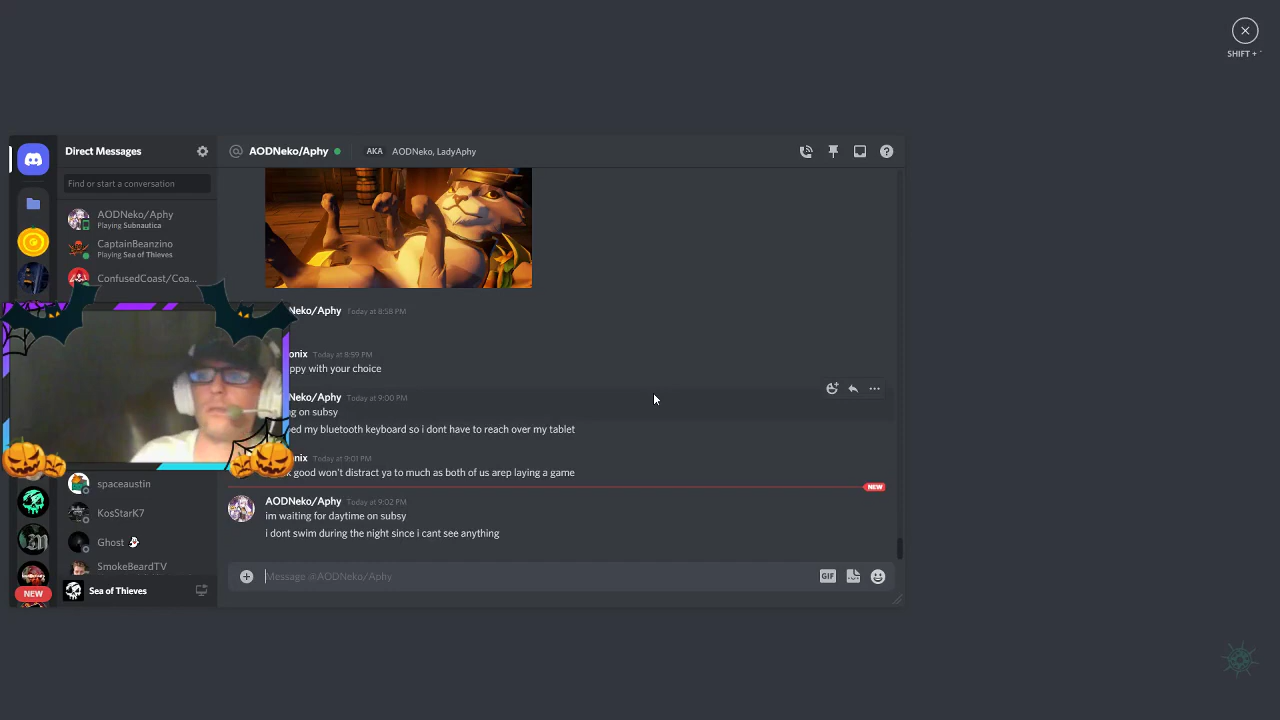 SHIFT + `
Direct Messages
Find or start a conversation
AODNeko/Aphy
Playing Subnautica
CaptainBeanzino
Playing Sea of Thieves
ConfusedCoast/Coa...
spaceaustin
KosStarK7
Ghost 👻
SmokeBeardTV
NEW
Sea of Thieves
@ AODNeko/Aphy
AKA AODNeko, LadyAphy
Neko/Aphy Today at 8:58 PM
onix Today at 8:59 PM
ppy with your choice
Neko/Aphy Today at 9:00 PM
g on subsy
ed my bluetooth keyboard so i dont have to reach over my tablet
onix Today at 9:01 PM
k good won't distract ya to much as both of us arep laying a game
NEW
AODNeko/Aphy Today at 9:02 PM
im waiting for daytime on subsy
i dont swim during the night since i cant see anything
Message @AODNeko/Aphy
GIF